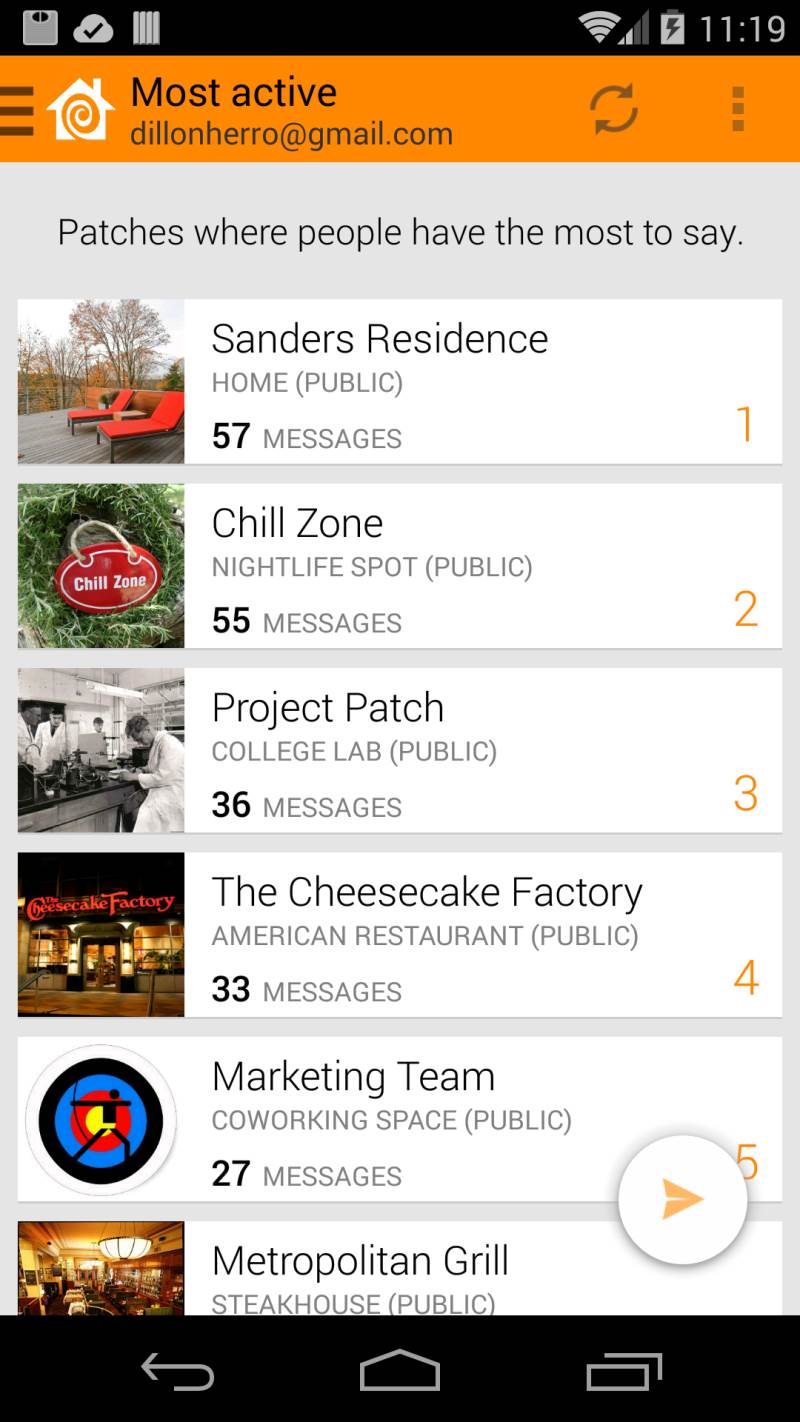 11:19
Most active
dillonherro@gmail.com
Patches where people have the most to say.
Sanders Residence
HOME (PUBLIC)
57 MESSAGES
1
Chill Zone
Chill Zone
NIGHTLIFE SPOT (PUBLIC)
55 MESSAGES
2
Project Patch
COLLEGE LAB (PUBLIC)
36 MESSAGES
3
The Cheesecake Factory
The Cheesecake Factory
AMERICAN RESTAURANT (PUBLIC)
33 MESSAGES
4
Marketing Team
COWORKING SPACE (PUBLIC)
27 MESSAGES
5
Metropolitan Grill
STEAKHOUSE (PUBLIC)